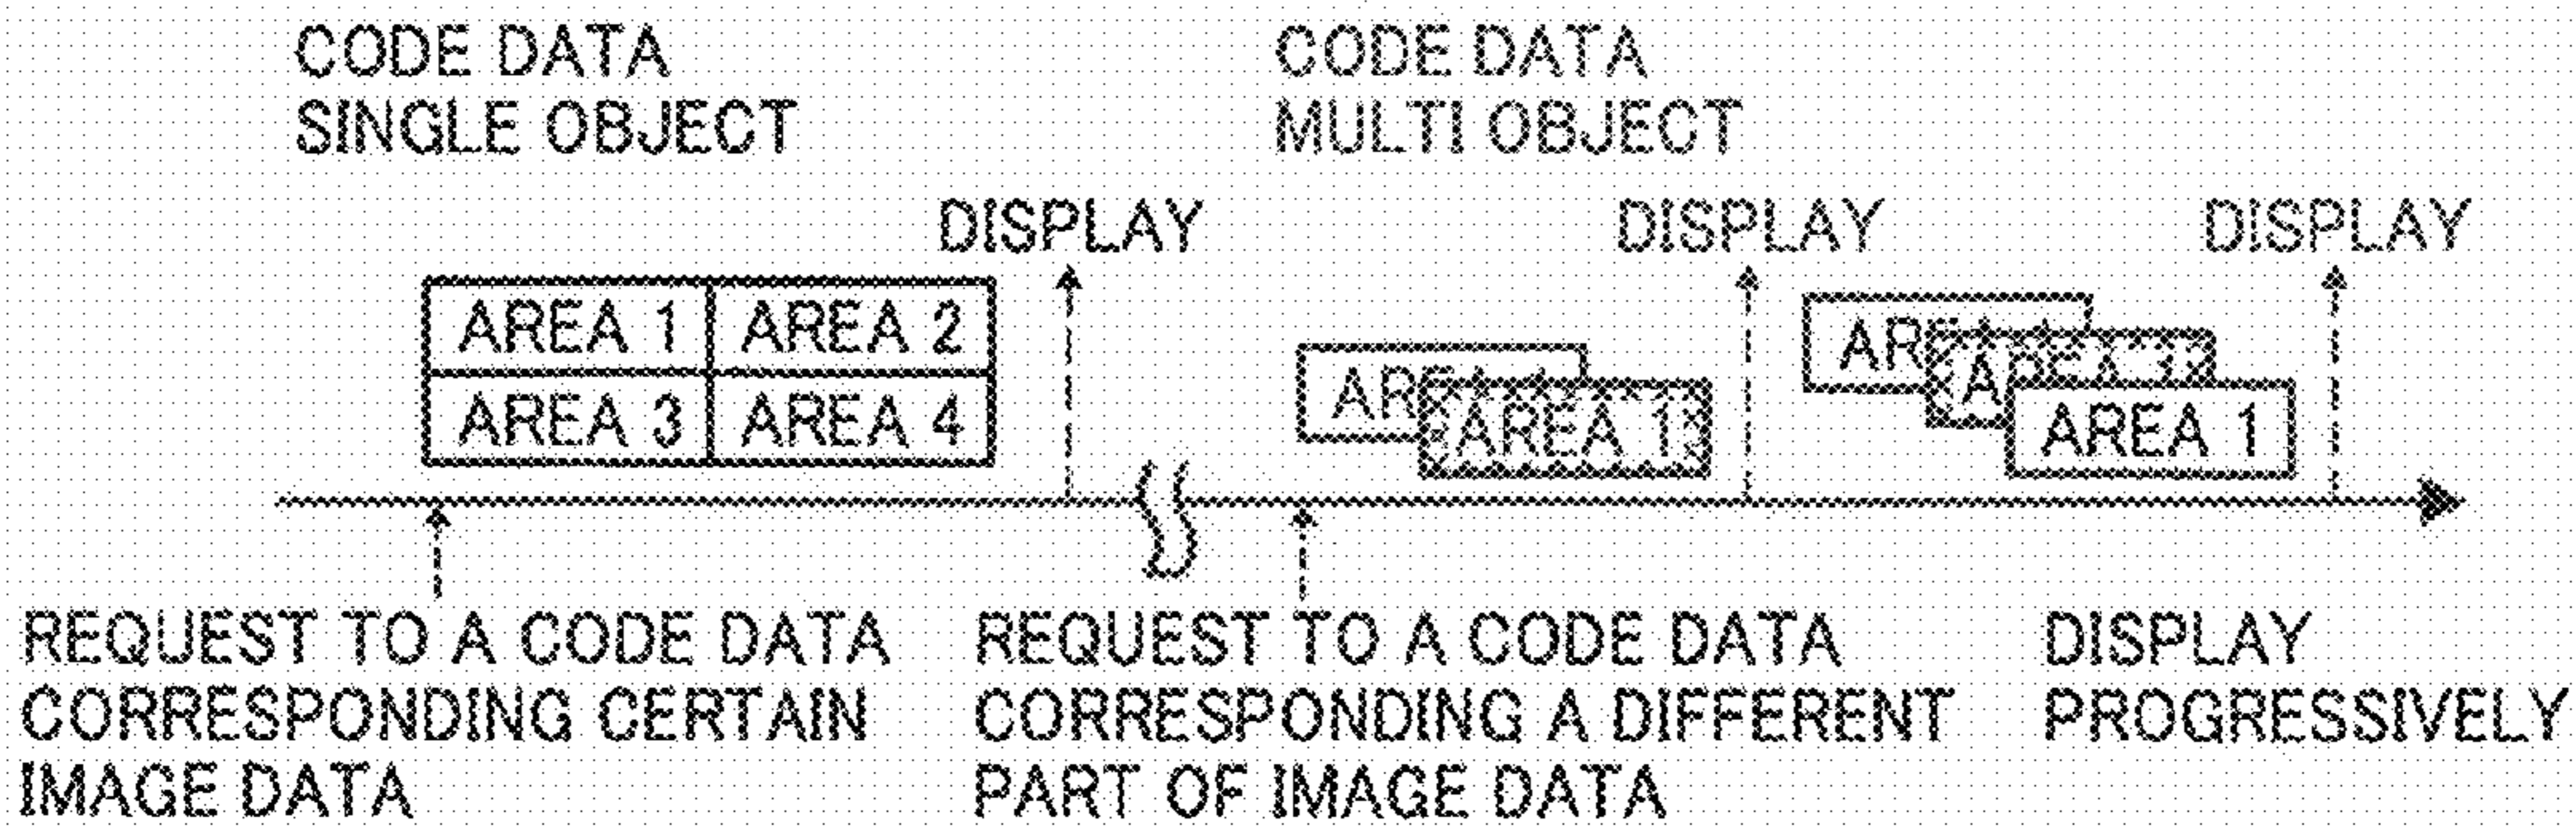 CODE DATA
SINGLE OBJECT
CODE DATA
MULTI OBJECT
DISPLAY
DISPLAY
DISPLAY
AREA 1
AREA 2
AREA 3
AREA 4
AREA 1
REQUEST TO A CODE DATA
CORRESPONDING CERTAIN
IMAGE DATA
REQUEST TO A CODE DATA
CORRESPONDING A DIFFERENT
PART OF IMAGE DATA
DISPLAY
PROGRESSIVELY